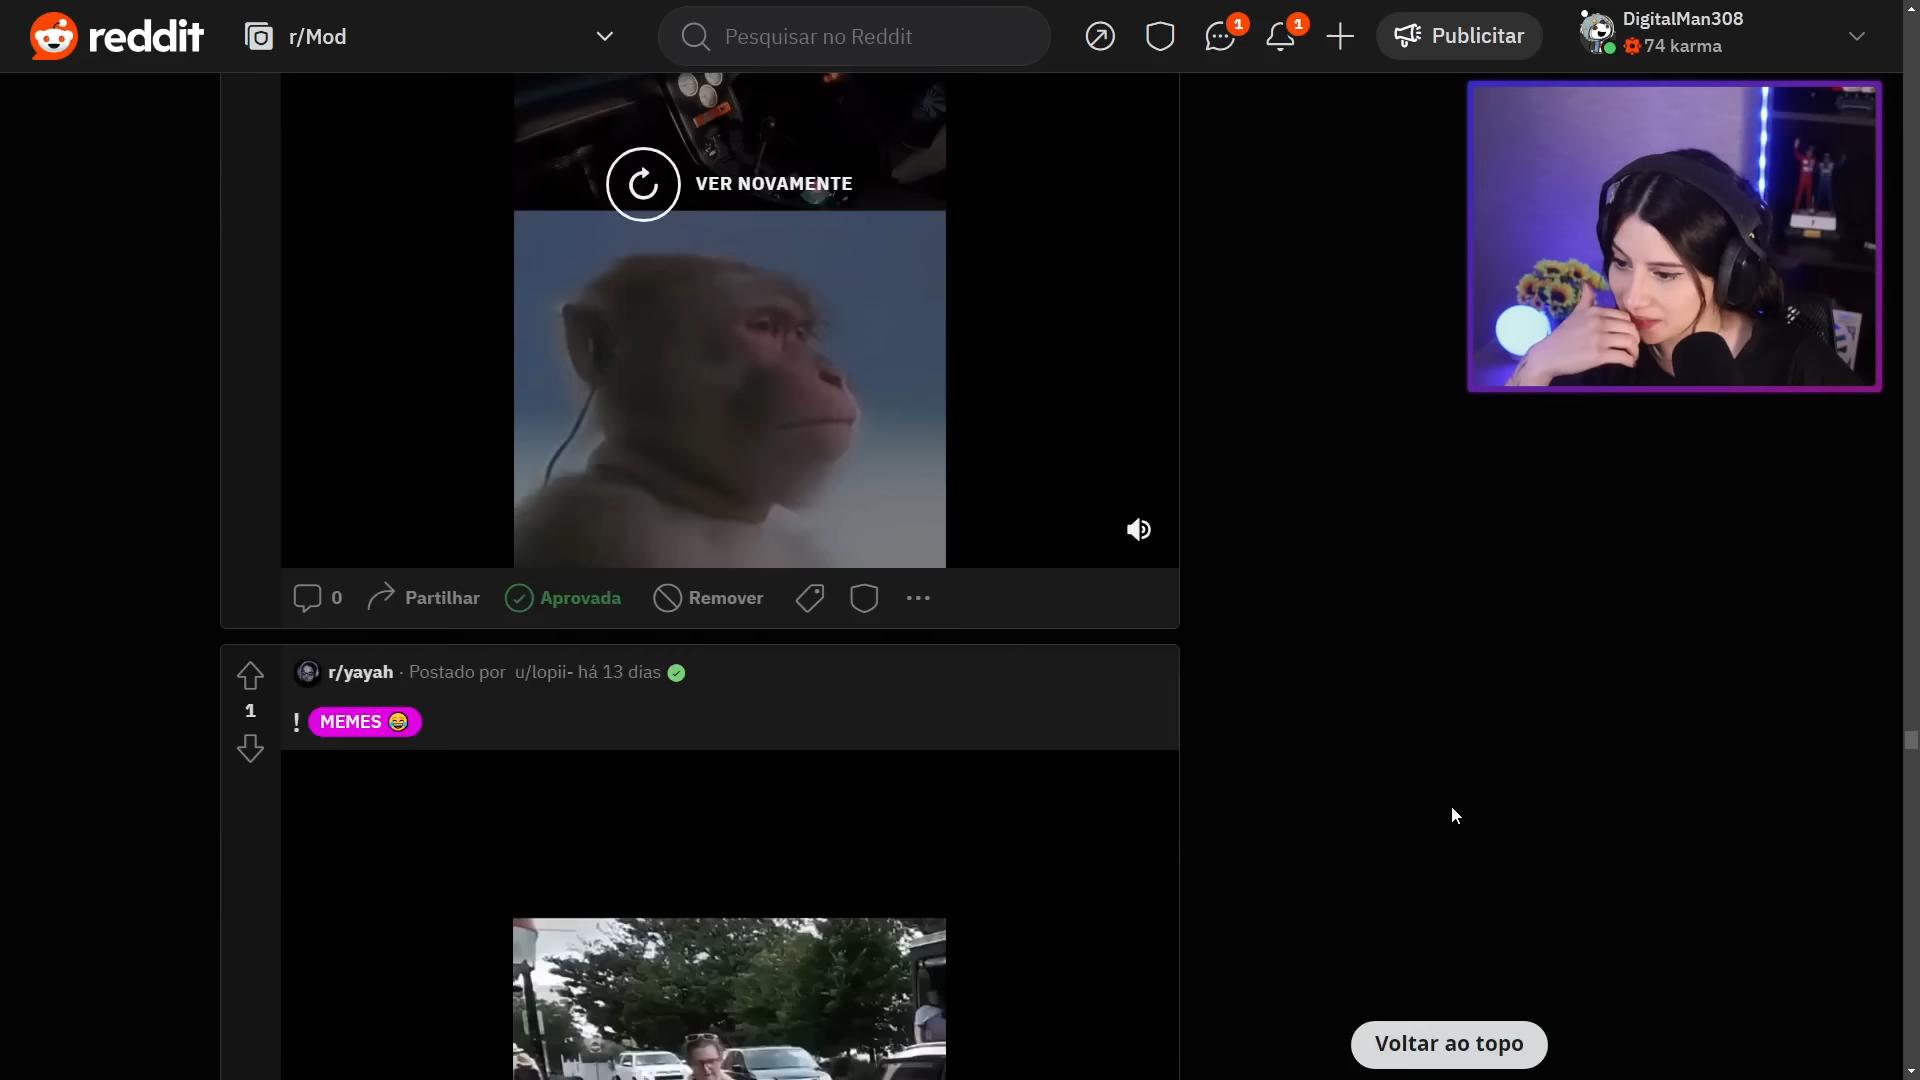 reddit
r/Mod
Pesquisar no Reddit
1
1
Publicitar
DigitalMan308
74 karma
VER NOVAMENTE
0
Partilhar
Aprovada
Remover
r/yayah · Postado por u/lopii- há 13 dias
1
! MEMES 😂
Voltar ao topo